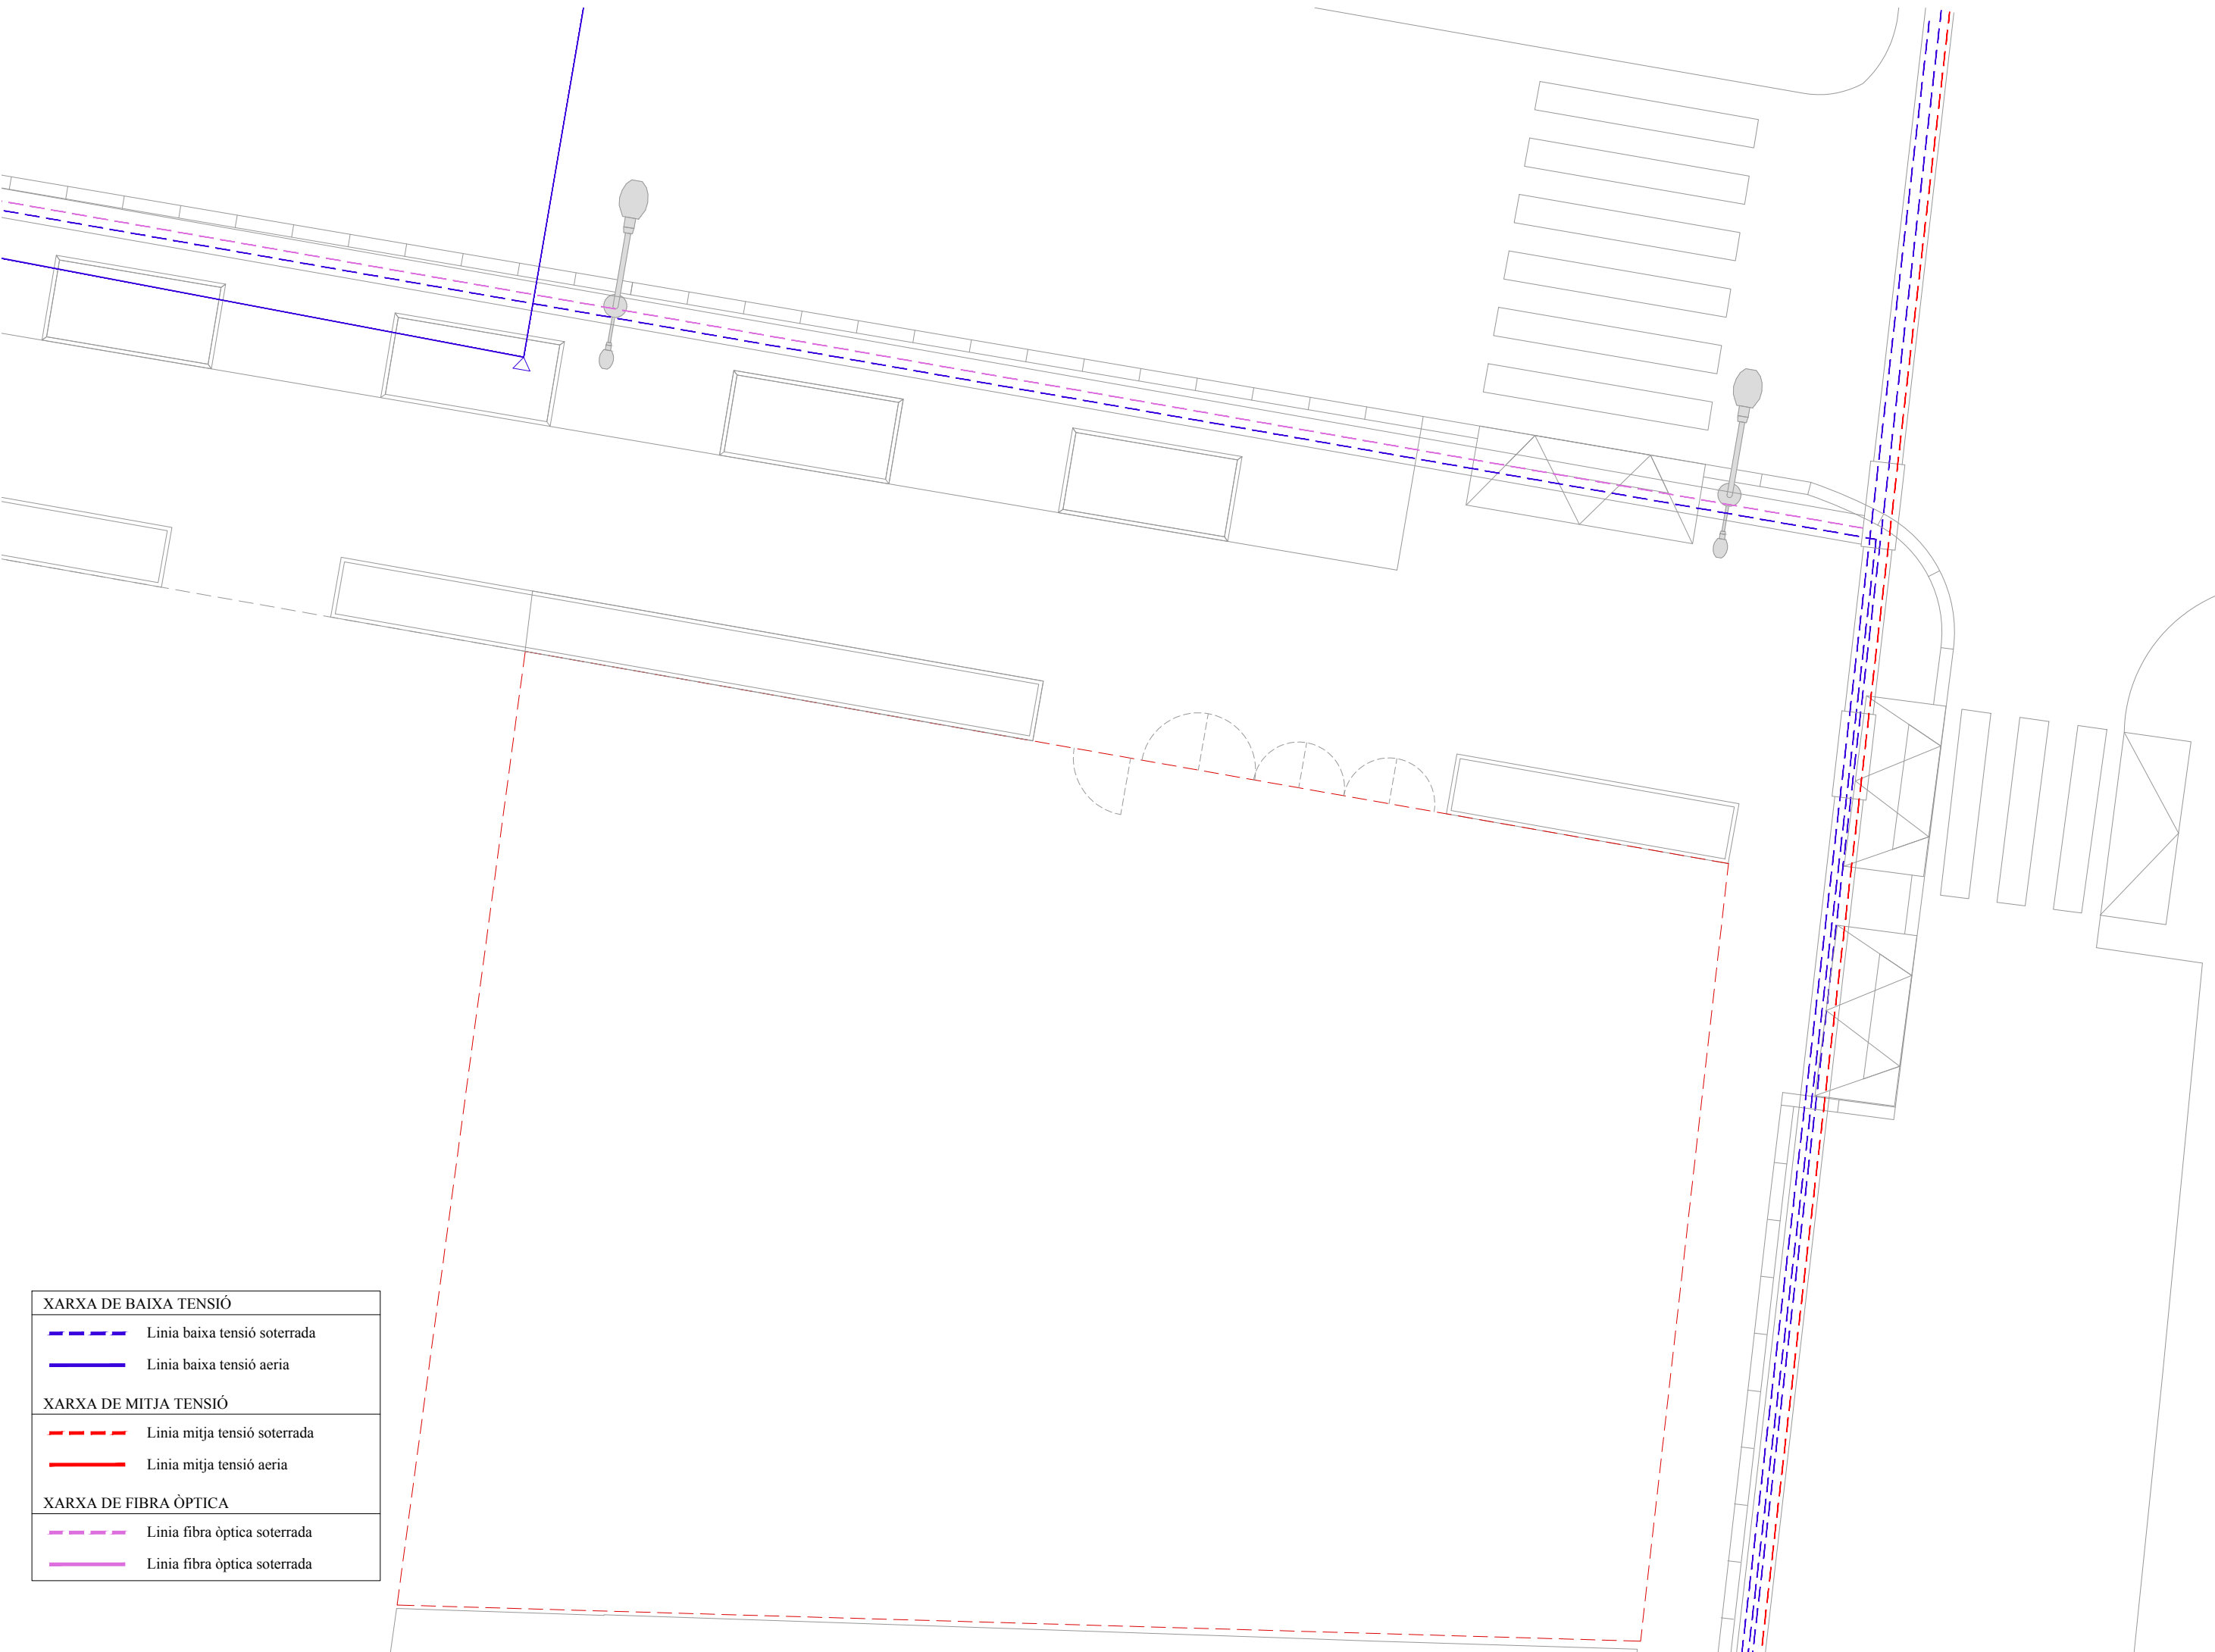 XARXA DE BAIXA TENSIÓ
Linia baixa tensió soterrada
Linia baixa tensió aeria
XARXA DE MITJA TENSIÓ
Linia mitja tensió soterrada
Linia mitja tensió aeria
XARXA DE FIBRA ÒPTICA
Linia fibra òptica soterrada
Linia fibra òptica soterrada